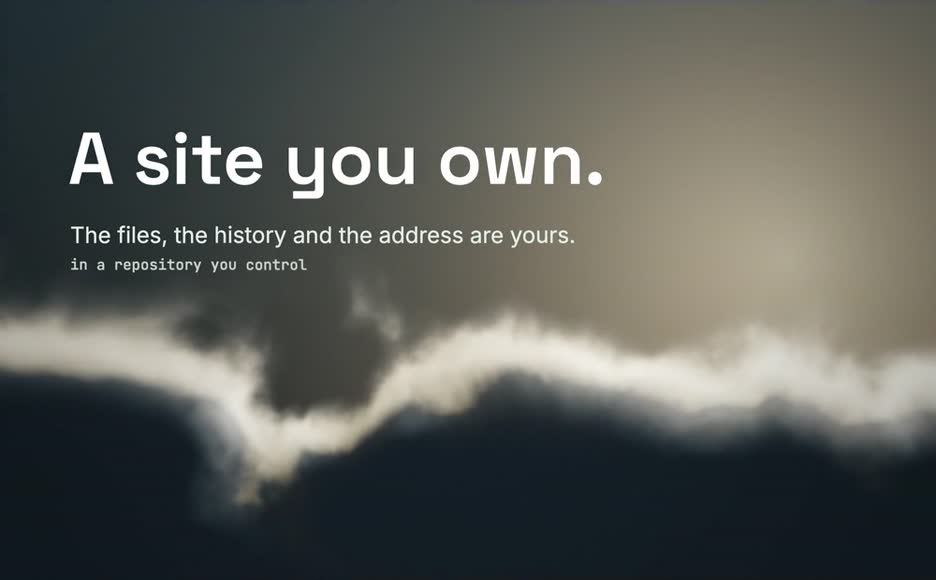 A site you own.
The files, the history and the address are yours.
in a repository you control